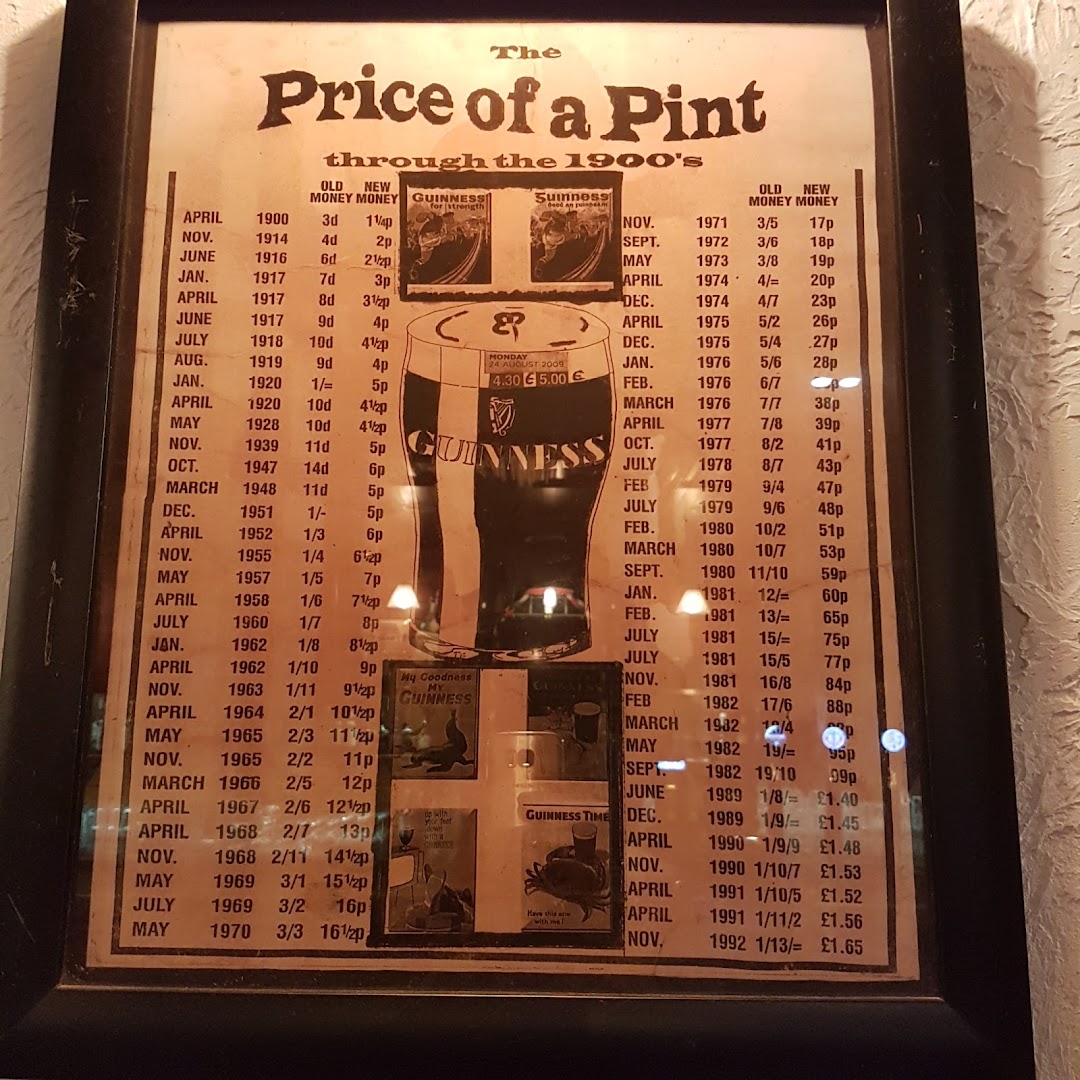 The
Price of a Pint
through the 1900's
OLD MONEY NEW MONEY
APRIL 1900 3d 1¼p
NOV. 1914 4d 2p
JUNE 1916 6d 2½p
JAN. 1917 7d 3p
APRIL 1917 8d 3½p
JUNE 1917 9d 4p
JULY 1918 10d 4½p
AUG. 1919 9d 4p
JAN. 1920 1/= 5p
APRIL 1920 10d 4½p
MAY 1928 10d 4½p
NOV. 1939 11d 5p
OCT. 1947 14d 6p
MARCH 1948 11d 5p
DEC. 1951 1/- 5p
APRIL 1952 1/3 6p
NOV. 1955 1/4 6½p
MAY 1957 1/5 7p
APRIL 1958 1/6 7½p
JULY 1960 1/7 8p
JAN. 1962 1/8 8½p
APRIL 1962 1/10 9p
NOV. 1963 1/11 9½p
APRIL 1964 2/1 10½p
MAY 1965 2/3 11½p
NOV. 1965 2/2 11p
MARCH 1966 2/5 12p
APRIL 1967 2/6 12½p
APRIL 1968 2/7 13p
NOV. 1968 2/11 14½p
MAY 1969 3/1 15½p
JULY 1969 3/2 16p
MAY 1970 3/3 16½p
GUINNESS
for strength
Guinness
MONDAY
24 AUGUST 2009
4.30 € 5.00 €
GUINNESS
My Goodness
MY
GUINNESS
GUINNESS
up with
your feet
down
with a
GUINNESS
GUINNESS TIME
Have this one
with me!
OLD MONEY NEW MONEY
NOV. 1971 3/5 17p
SEPT. 1972 3/6 18p
MAY 1973 3/8 19p
APRIL 1974 4/= 20p
DEC. 1974 4/7 23p
APRIL 1975 5/2 26p
DEC. 1975 5/4 27p
JAN. 1976 5/6 28p
FEB. 1976 6/7
MARCH 1976 7/7 38p
APRIL 1977 7/8 39p
OCT. 1977 8/2 41p
JULY 1978 8/7 43p
FEB 1979 9/4 47p
JULY 1979 9/6 48p
FEB. 1980 10/2 51p
MARCH 1980 10/7 53p
SEPT. 1980 11/10 59p
JAN. 1981 12/= 60p
FEB. 1981 13/= 65p
JULY 1981 15/= 75p
JULY 1981 15/5 77p
NOV. 1981 16/8 84p
FEB 1982 17/6 88p
MARCH 1982
MAY 1982 19/= 95p
SEPT. 1982 19/10 99p
JUNE 1989 1/8/= £1.40
DEC. 1989 1/9/= £1.45
APRIL 1990 1/9/9 £1.48
NOV. 1990 1/10/7 £1.53
APRIL 1991 1/10/5 £1.52
APRIL 1991 1/11/2 £1.56
NOV. 1992 1/13/= £1.65